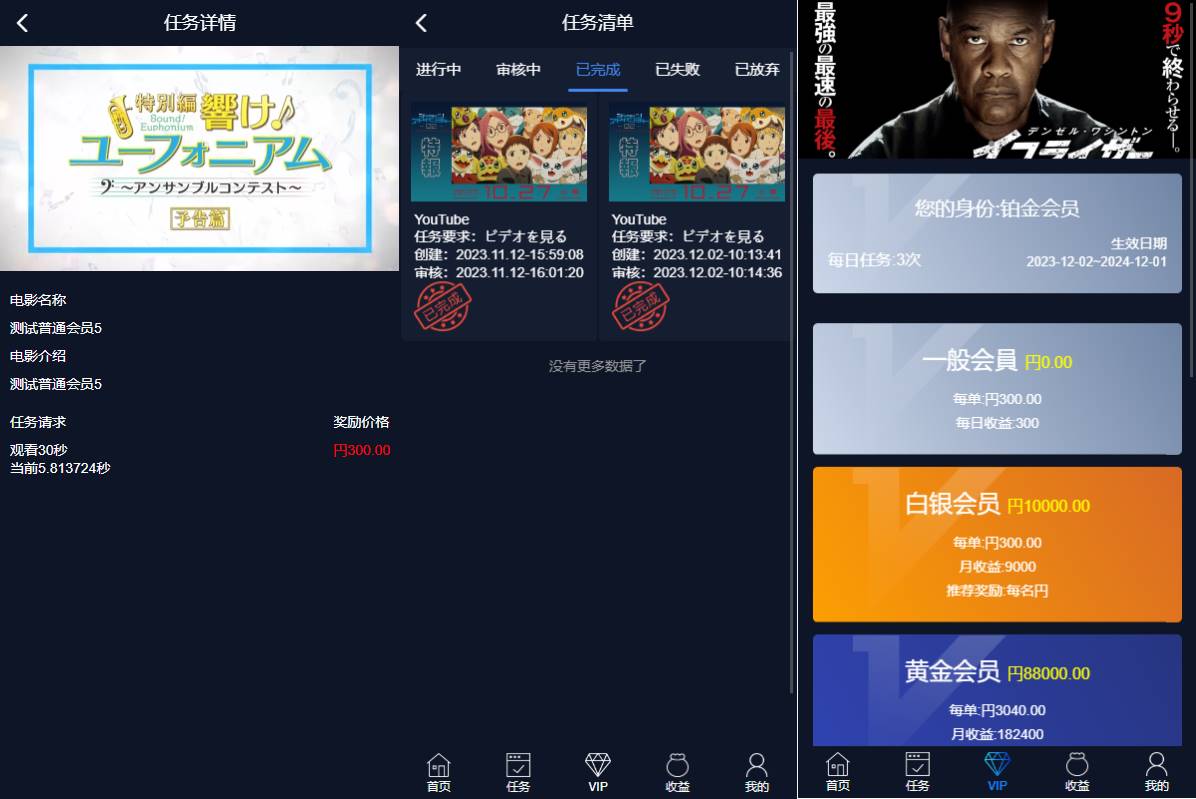 任务详情
特別編
響け!
Sound!
Euphonium
ユーフォニアム
〜アンサンブルコンテスト〜
予告篇
电影名称
测试普通会员5
电影介绍
测试普通会员5
任务请求
奖励价格
观看30秒
円300.00
当前5.813724秒
任务清单
进行中
审核中
已完成
已失败
已放弃
特報
10.27
YouTube
任务要求：ビデオを見る
创建：2023.11.12-15:59:08
审核：2023.11.12-16:01:20
已完成
特報
10.27
YouTube
任务要求：ビデオを見る
创建：2023.12.02-10:13:41
审核：2023.12.02-10:14:36
已完成
没有更多数据了
首页
任务
VIP
收益
我的
9秒で終わらせる—。
最強の最速の最後。
デンゼル・ワシントン
イコライザー
您的身份:铂金会员
生效日期
每日任务:3次
2023-12-02~2024-12-01
一般会員 円0.00
每单:円300.00
每日收益:300
白银会员 円10000.00
每单:円300.00
月收益:9000
推荐奖励:每名円
黄金会员 円88000.00
每单:円3040.00
月收益:182400
首页
任务
VIP
收益
我的